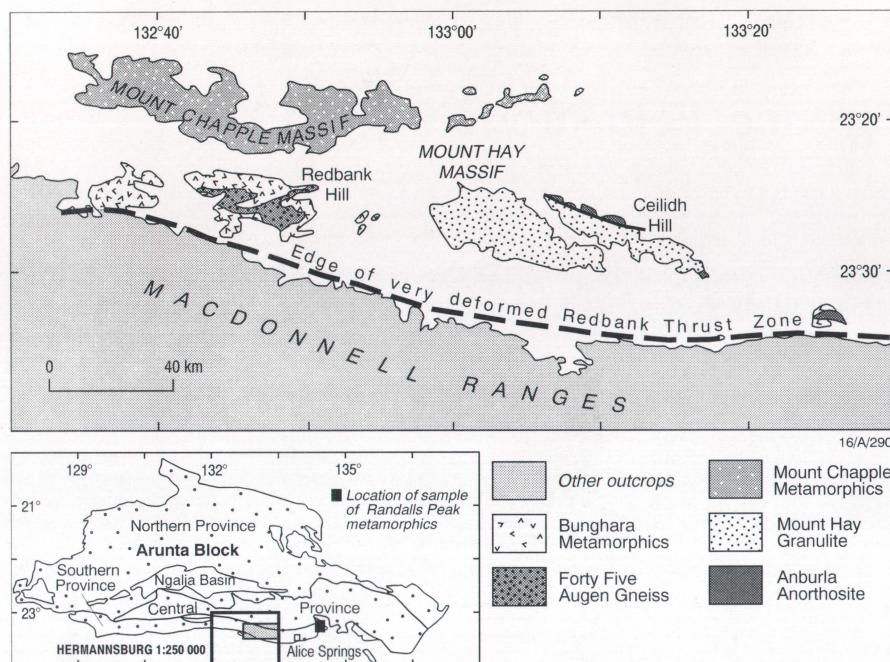 132°40'
133°00'
133°20'
MOUNT CHAPPLE MASSIF
23°20'
MOUNT HAY
MASSIF
Redbank
Hill
Ceilidh
Hill
23°30'
Edge of very deformed Redbank Thrust Zone
MACDONNELL RANGES
0 40 km
16/A/290
129°
132°
135°
21°
Location of sample
of Randalls Peak
metamorphics
Northern Province
Arunta Block
Southern
Province
Ngalia Basin
Central Province
23°
HERMANNSBURG 1:250 000
Alice Springs
Other outcrops
Bunghara
Metamorphics
Forty Five
Augen Gneiss
Mount Chapple
Metamorphics
Mount Hay
Granulite
Anburla
Anorthosite